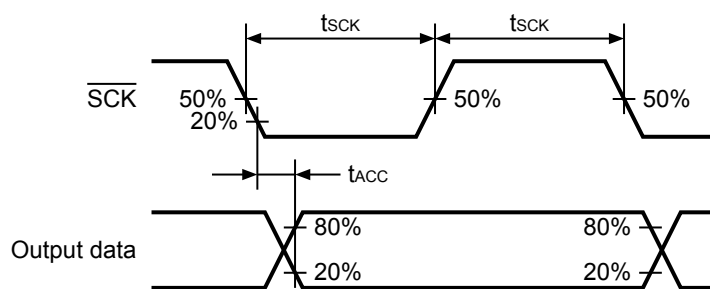 tSCK tSCK
SCK 50% 50% 50%
20%
tACC
80% 80%
Output data
20% 20%